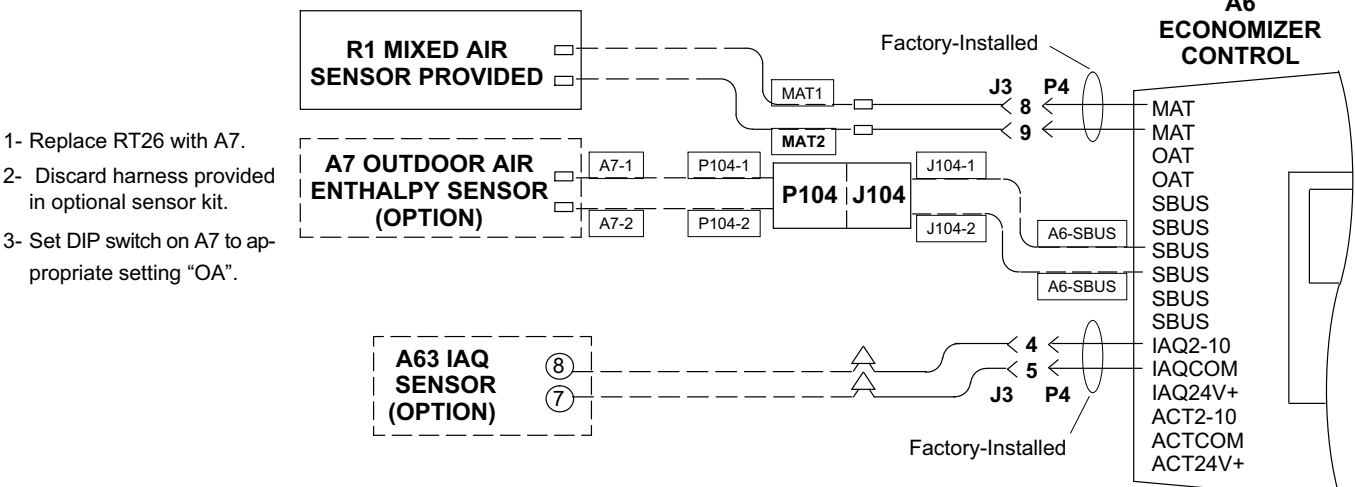 A6
ECONOMIZER
CONTROL
Factory-Installed
R1 MIXED AIR
SENSOR PROVIDED
MAT1
MAT2
J3 P4
8
9
1- Replace RT26 with A7.
2- Discard harness provided
in optional sensor kit.
3- Set DIP switch on A7 to ap-
propriate setting “OA”.
A7 OUTDOOR AIR
ENTHALPY SENSOR
(OPTION)
A7-1
A7-2
P104-1
P104-2
P104 J104
J104-1
J104-2
A6-SBUS
A6-SBUS
MAT
MAT
OAT
OAT
SBUS
SBUS
SBUS
SBUS
SBUS
SBUS
IAQ2-10
IAQCOM
IAQ24V+
ACT2-10
ACTCOM
ACT24V+
A63 IAQ
SENSOR
(OPTION)
8
7
4
5
J3 P4
Factory-Installed